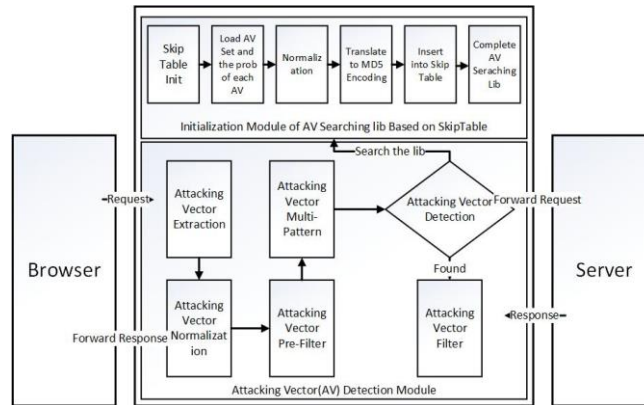 Skip
Table
Init
Load AV
Set and
the prob
of each
AV
Normaliz
ation
Translate
to MD5
Encoding
Insert
into Skip
Table
Complete
AV
Seraching
Lib
Initialization Module of AV Searching lib Based on SkipTable
Search the lib
Request
Attacking
Vector
Extraction
Attacking
Vector
Multi-
Pattern
Attacking Vector
Detection
Forward Request
Browser
Server
Found
Forward Response
Attacking
Vector
Normaliz
ation
Attacking
Vector
Pre-Filter
Attacking
Vector
Filter
Response
Attacking Vector(AV) Detection Module